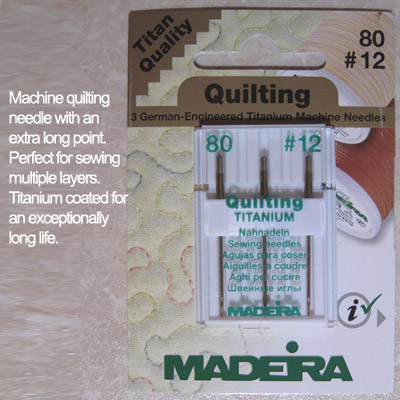 Machine quilting
needle with an
extra long point.
Perfect for sewing
multiple layers.
Titanium coated for
an exceptionally
long life.
Titan
Quality
80
#12
Quilting
3 German-Engineered Titanium Machine Needles
80 #12
Quilting
TITANIUM
Nähnadeln
Sewing needles
Agujas para coser
Aiguilles à coudre
Aghi per cucire
Швейные иглы
MADEIRA
i
MADEIRA